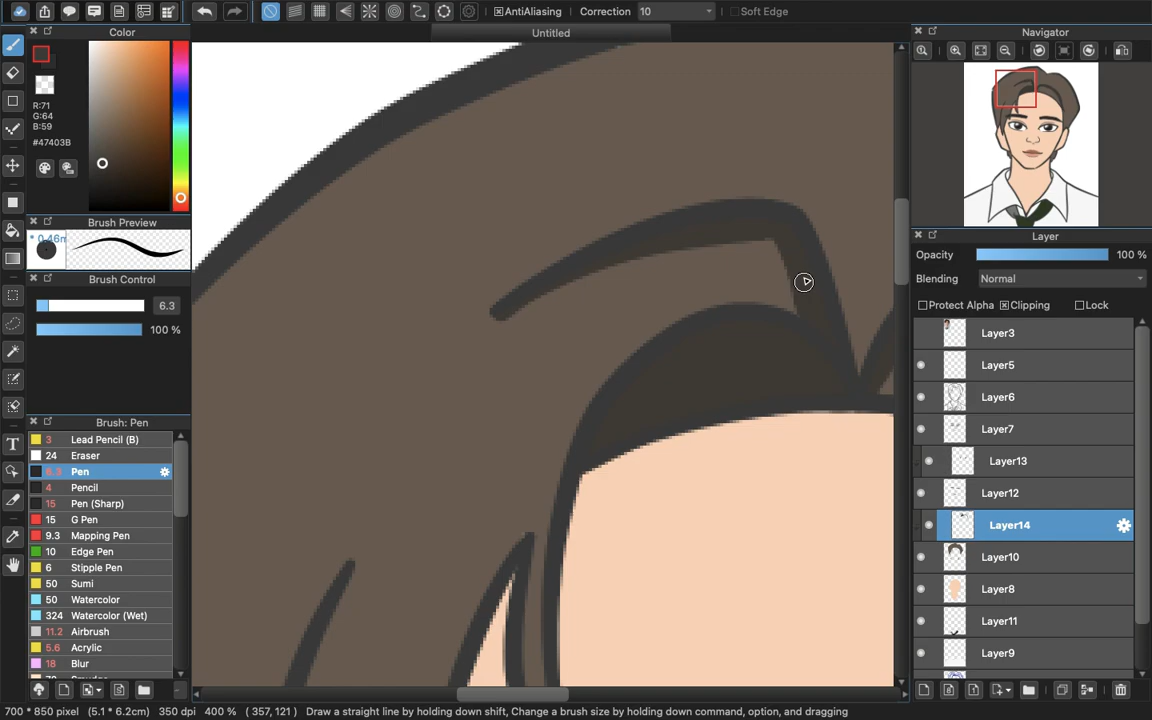 AntiAliasing Correction 10 Soft Edge
Untitled
Color
R:71
G:64
B:59
#47403B
Brush Preview
* 0.46m
Brush Control
6.3
100 %
Brush: Pen
3 Lead Pencil (B)
24 Eraser
6.3 Pen
4 Pencil
15 Pen (Sharp)
15 G Pen
9.3 Mapping Pen
10 Edge Pen
6 Stipple Pen
50 Sumi
50 Watercolor
324 Watercolor (Wet)
11.2 Airbrush
5.6 Acrylic
18 Blur
Navigator
Layer
Opacity 100 %
Blending Normal
Protect Alpha Clipping Lock
Layer3
Layer5
Layer6
Layer7
Layer13
Layer12
Layer14
Layer10
Layer8
Layer11
Layer9
700 * 850 pixel (5.1 * 6.2cm) 350 dpi 400 % ( 357, 121 ) Draw a straight line by holding down shift, Change a brush size by holding down command, option, and dragging